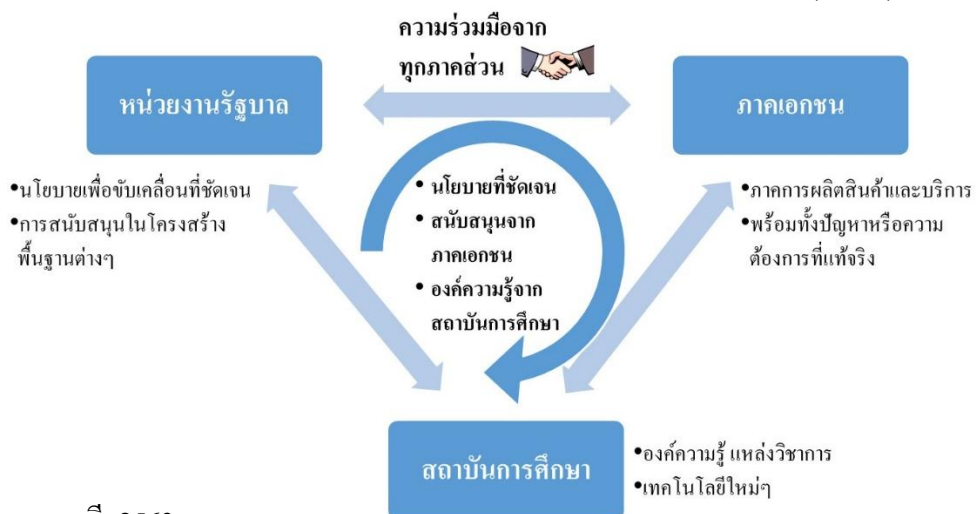 ความร่วมมือจาก
ทุกภาคส่วน
หน่วยงานรัฐบาล
ภาคเอกชน
•นโยบายเพื่อขับเคลื่อนที่ชัดเจน
•การสนับสนุนในโครงสร้าง
พื้นฐานต่างๆ
• นโยบายที่ชัดเจน
• สนับสนุนจาก
ภาคเอกชน
• องค์ความรู้จาก
สถาบันการศึกษา
•ภาคการผลิตสินค้าและบริการ
•พร้อมทั้งปัญหาหรือความ
ต้องการที่แท้จริง
สถาบันการศึกษา
•องค์ความรู้ แหล่งวิชาการ
•เทคโนโลยีใหม่ๆ